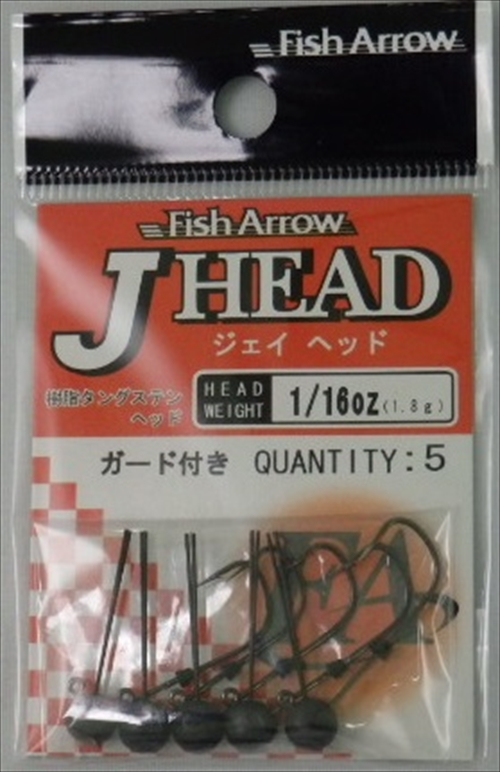 Fish Arrow
Fish Arrow
J HEAD
ジェイ ヘッド
樹脂タングステン
ヘッド
HEAD
WEIGHT
1/16oz(1.8g)
ガード付き QUANTITY:5
FA